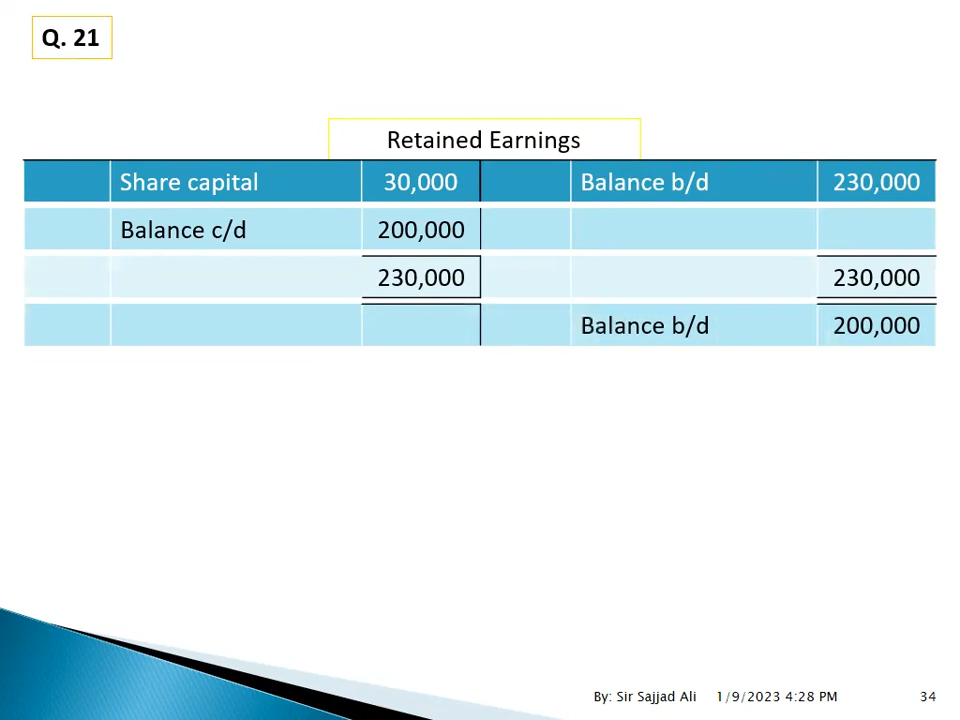 Q. 21
Retained Earnings
Share capital 30,000 Balance b/d 230,000
Balance c/d 200,000
230,000 230,000
Balance b/d 200,000
By: Sir Sajjad Ali 1/9/2023 4:28 PM 34